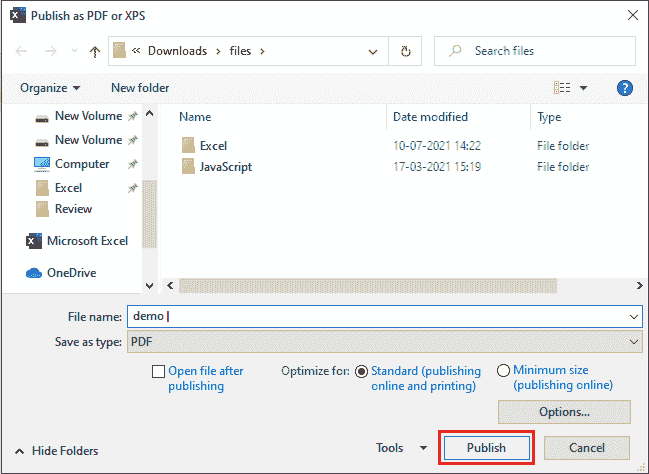 Publish as PDF or XPS
« Downloads › files ›
Search files
Organize
New folder
New Volume
New Volume
Computer
Excel
Review
Microsoft Excel
OneDrive
Name
Date modified
Type
Excel
10-07-2021 14:22
File folder
JavaScript
17-03-2021 15:19
File folder
File name:
demo
Save as type:
PDF
Open file after
publishing
Optimize for:
Standard (publishing
online and printing)
Minimum size
(publishing online)
Options...
Hide Folders
Tools
Publish
Cancel